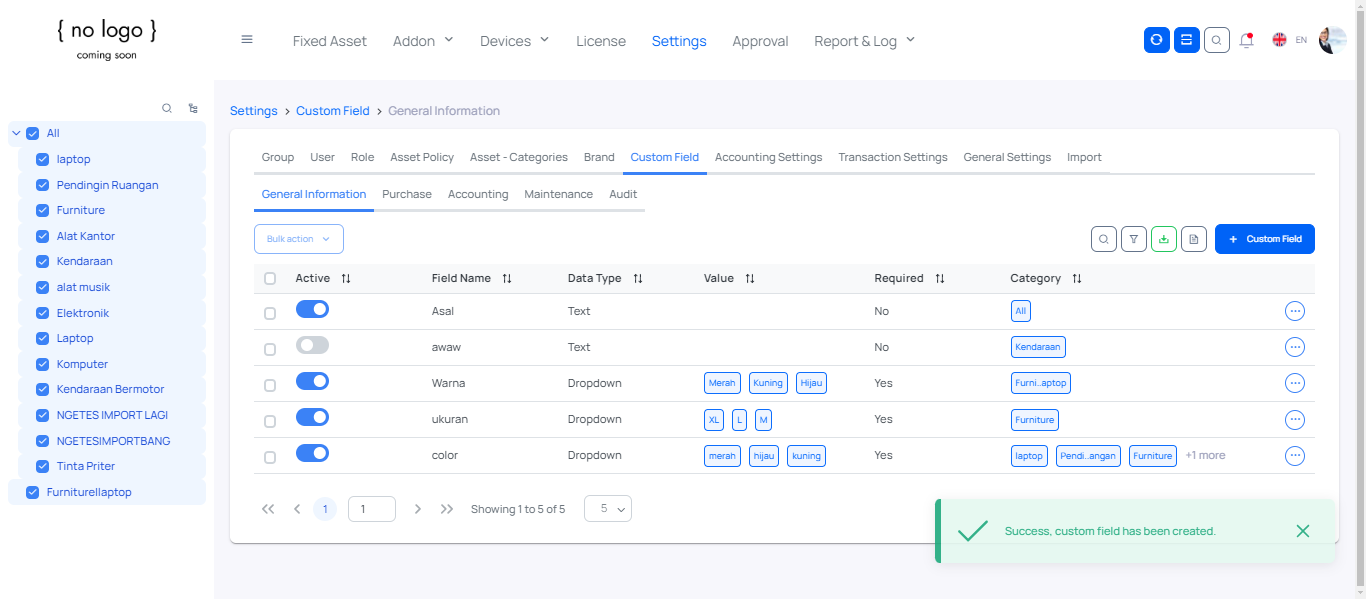 { no logo }
coming soon
Fixed Asset Addon Devices License Settings Approval Report & Log EN
All
laptop
Pendingin Ruangan
Furniture
Alat Kantor
Kendaraan
alat musik
Elektronik
Laptop
Komputer
Kendaraan Bermotor
NGETES IMPORT LAGI
NGETESIMPORTBANG
Tinta Priter
Furniturellaptop
Settings > Custom Field > General Information
Group User Role Asset Policy Asset - Categories Brand Custom Field Accounting Settings Transaction Settings General Settings Import
General Information Purchase Accounting Maintenance Audit
Bulk action + Custom Field
Active Field Name Data Type Value Required Category
Asal Text No All
awaw Text No Kendaraan
Warna Dropdown Merah Kuning Hijau Yes Furni..aptop
ukuran Dropdown XL L M Yes Furniture
color Dropdown merah hijau kuning Yes laptop Pendi..angan Furniture +1 more
1 1 Showing 1 to 5 of 5 5
Success, custom field has been created.